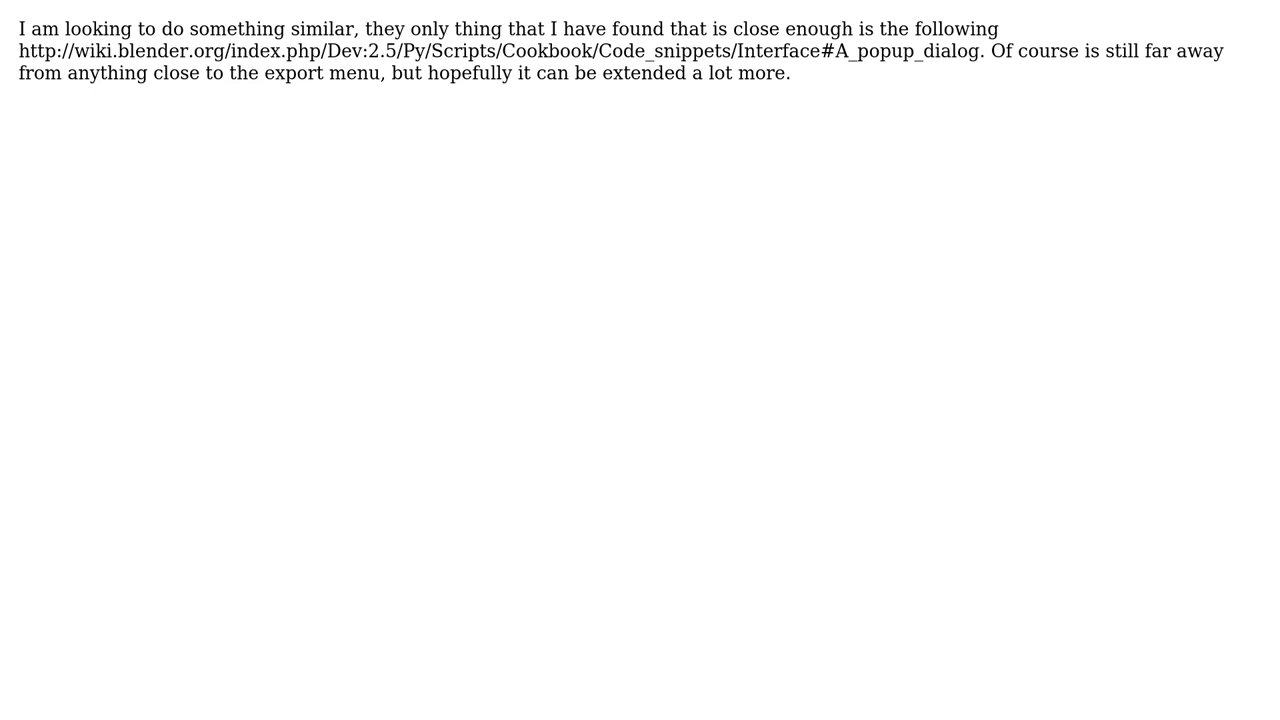 I am looking to do something similar, they only thing that I have found that is close enough is the following
http://wiki.blender.org/index.php/Dev:2.5/Py/Scripts/Cookbook/Code_snippets/Interface#A_popup_dialog. Of course is still far away
from anything close to the export menu, but hopefully it can be extended a lot more.